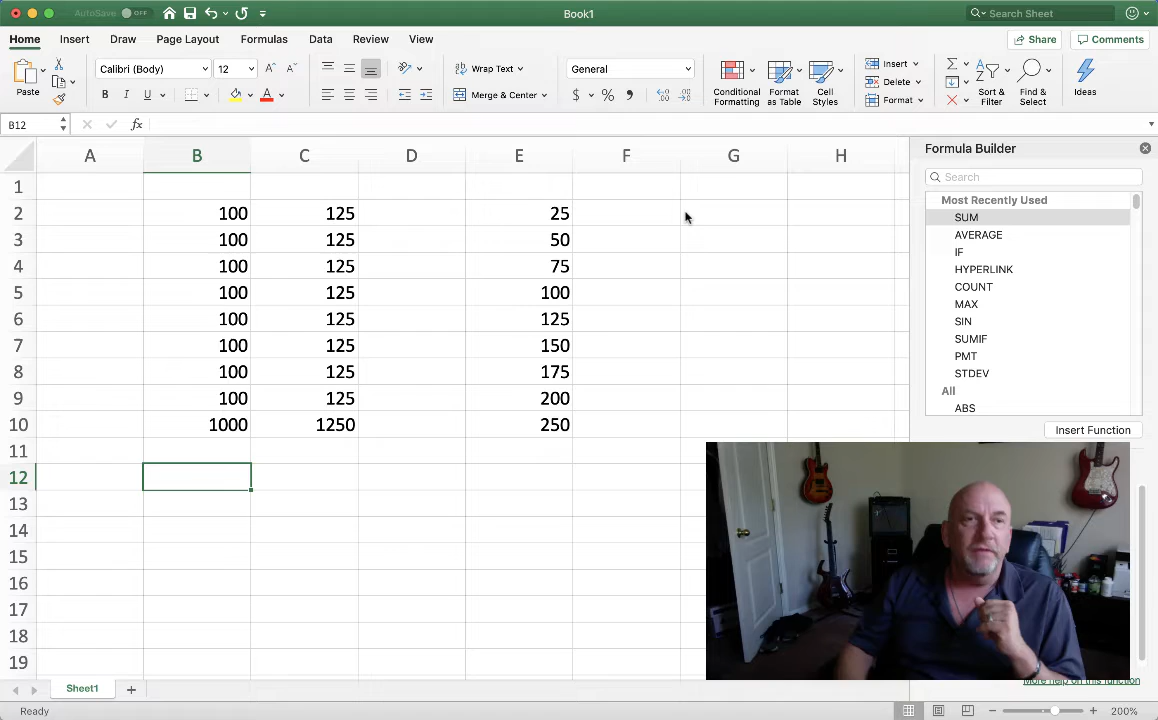 AutoSave OFF Book1 Search Sheet
Home Insert Draw Page Layout Formulas Data Review View Share Comments
Paste Calibri (Body) 12 A A Wrap Text General Conditional Formatting Format as Table Cell Styles Insert Sort & Filter Find & Select Ideas
B I U A Merge & Center $ % Delete
Format
B12 fx
A B C D E F G H Formula Builder
Search
1 Most Recently Used
2 100 125 25 SUM
3 100 125 50 AVERAGE
IF
4 100 125 75 HYPERLINK
5 100 125 100 COUNT
MAX
6 100 125 125 SIN
7 100 125 150 SUMIF
PMT
8 100 125 175 STDEV
9 100 125 200 All
ABS
10 1000 1250 250 Insert Function
11
12
13
14
15
16
17
18
19
More help on this function
Sheet1 +
Ready 200%